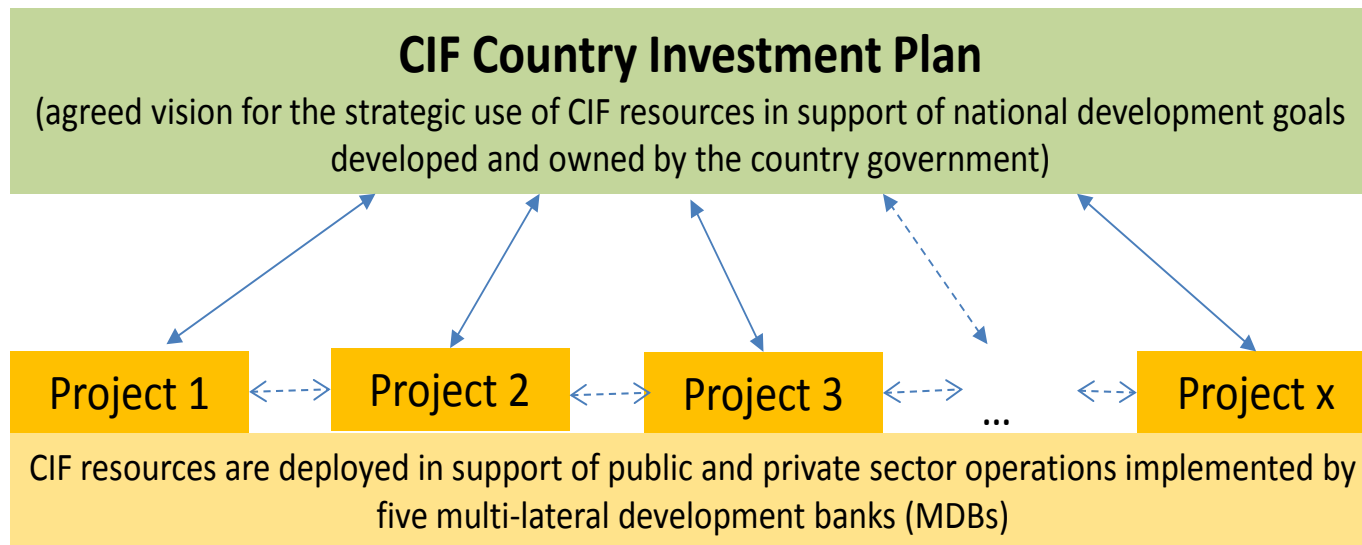 CIF Country Investment Plan
(agreed vision for the strategic use of CIF resources in support of national development goals
developed and owned by the country government)
Project 1
Project 2
Project 3
...
Project x
CIF resources are deployed in support of public and private sector operations implemented by
five multi-lateral development banks (MDBs)